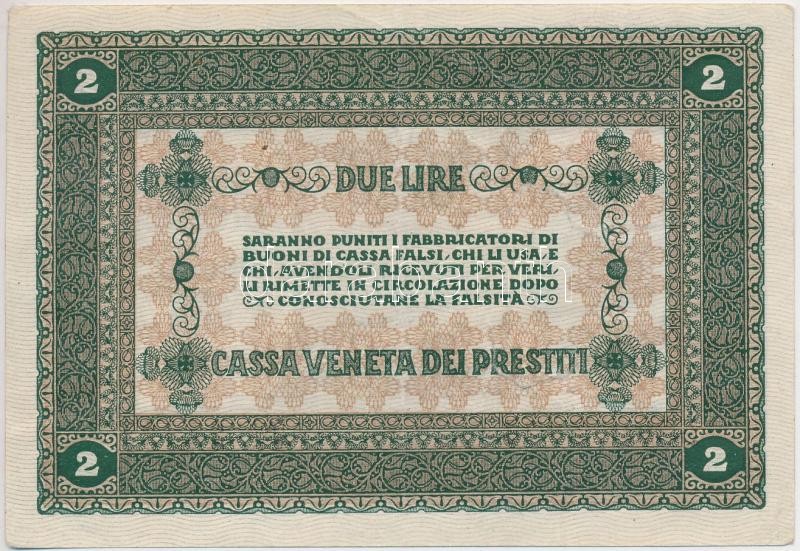 2 2
DUE LIRE
SARANNO PUNITI I FABBRICATORI DI
BUONI DI CASSA FALSI, CHI LI USA, E
CHI, AVENDOLI RICEVUTI PER VERI,
LI RIMETTE IN CIRCOLAZIONE DOPO
CONOSCIUTANE LA FALSITÀ
CASSA VENETA DEI PRESTITI
2 2